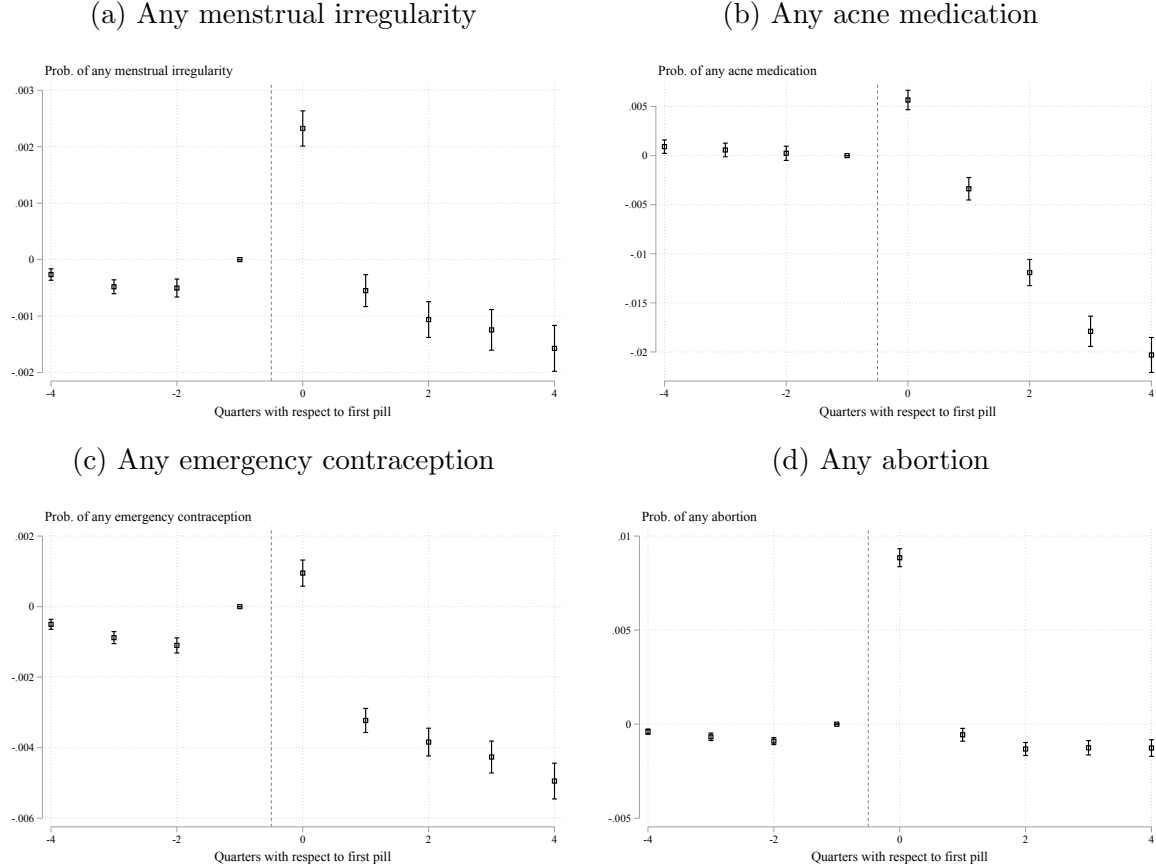 (a) Any menstrual irregularity
Prob. of any menstrual irregularity
.003
.002
.001
0
-.001
-.002
-4 -2 0 2 4
Quarters with respect to first pill
(b) Any acne medication
Prob. of any acne medication
.005
0
-.005
-.01
-.015
-.02
-4 -2 0 2 4
Quarters with respect to first pill
(c) Any emergency contraception
Prob. of any emergency contraception
.002
0
-.002
-.004
-.006
-4 -2 0 2 4
Quarters with respect to first pill
(d) Any abortion
Prob. of any abortion
.01
.005
0
-.005
-4 -2 0 2 4
Quarters with respect to first pill